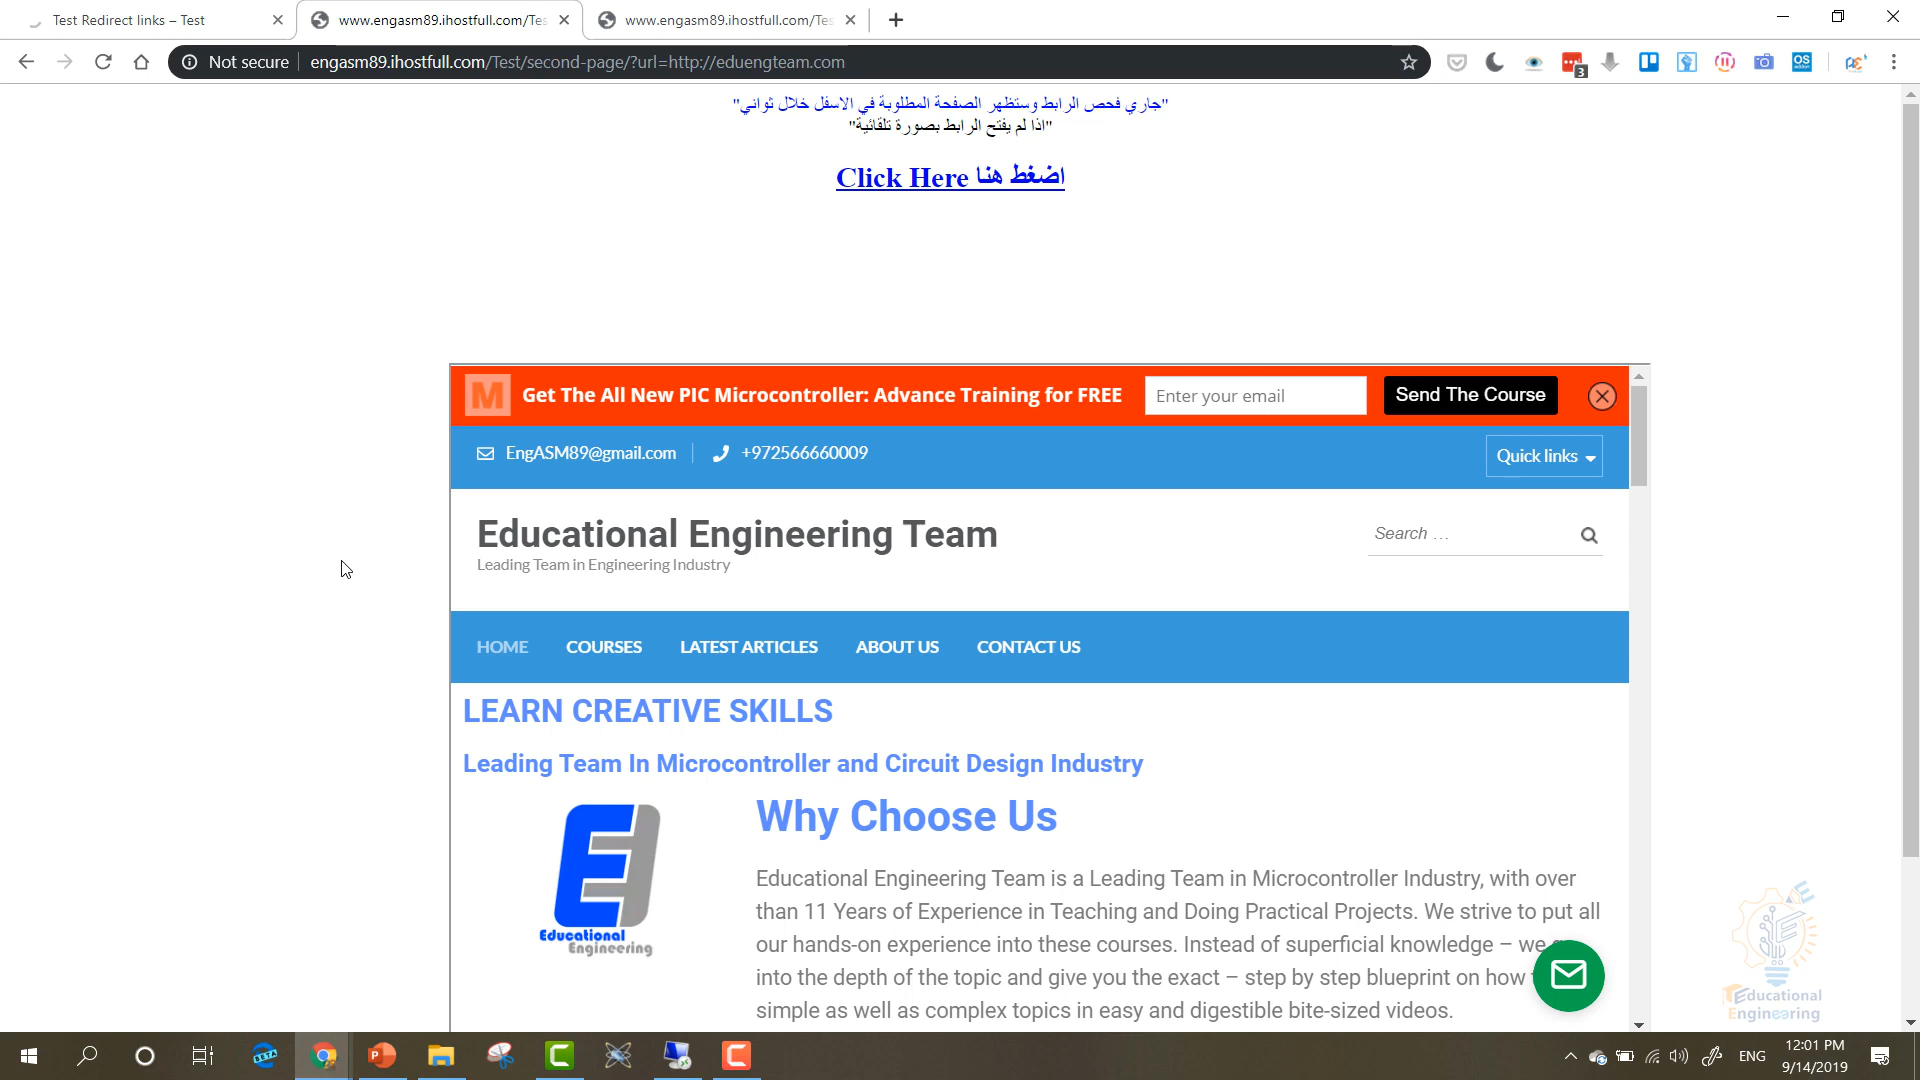 Test Redirect links – Test
www.engasm89.ihostfull.com/Tes
www.engasm89.ihostfull.com/Tes
Not secure
engasm89.ihostfull.com/Test/second-page/?url=http://eduengteam.com
3
OS
"جاري فحص الرابط وستظهر الصفحة المطلوبة في الاسفل خلال ثواني"
"اذا لم يفتح الرابط بصورة تلقائية"
Click Here اضغط هنا
M Get The All New PIC Microcontroller: Advance Training for FREE
Enter your email
Send The Course
EngASM89@gmail.com
+972566660009
Quick links
Educational Engineering Team
Leading Team in Engineering Industry
Search …
HOME COURSES LATEST ARTICLES ABOUT US CONTACT US
LEARN CREATIVE SKILLS
Leading Team In Microcontroller and Circuit Design Industry
Educational
Engineering
Why Choose Us
Educational Engineering Team is a Leading Team in Microcontroller Industry, with over
than 11 Years of Experience in Teaching and Doing Practical Projects. We strive to put all
our hands-on experience into these courses. Instead of superficial knowledge – we
into the depth of the topic and give you the exact – step by step blueprint on how
simple as well as complex topics in easy and digestible bite-sized videos.
Educational
Engineering
BETA
ENG
12:01 PM
9/14/2019